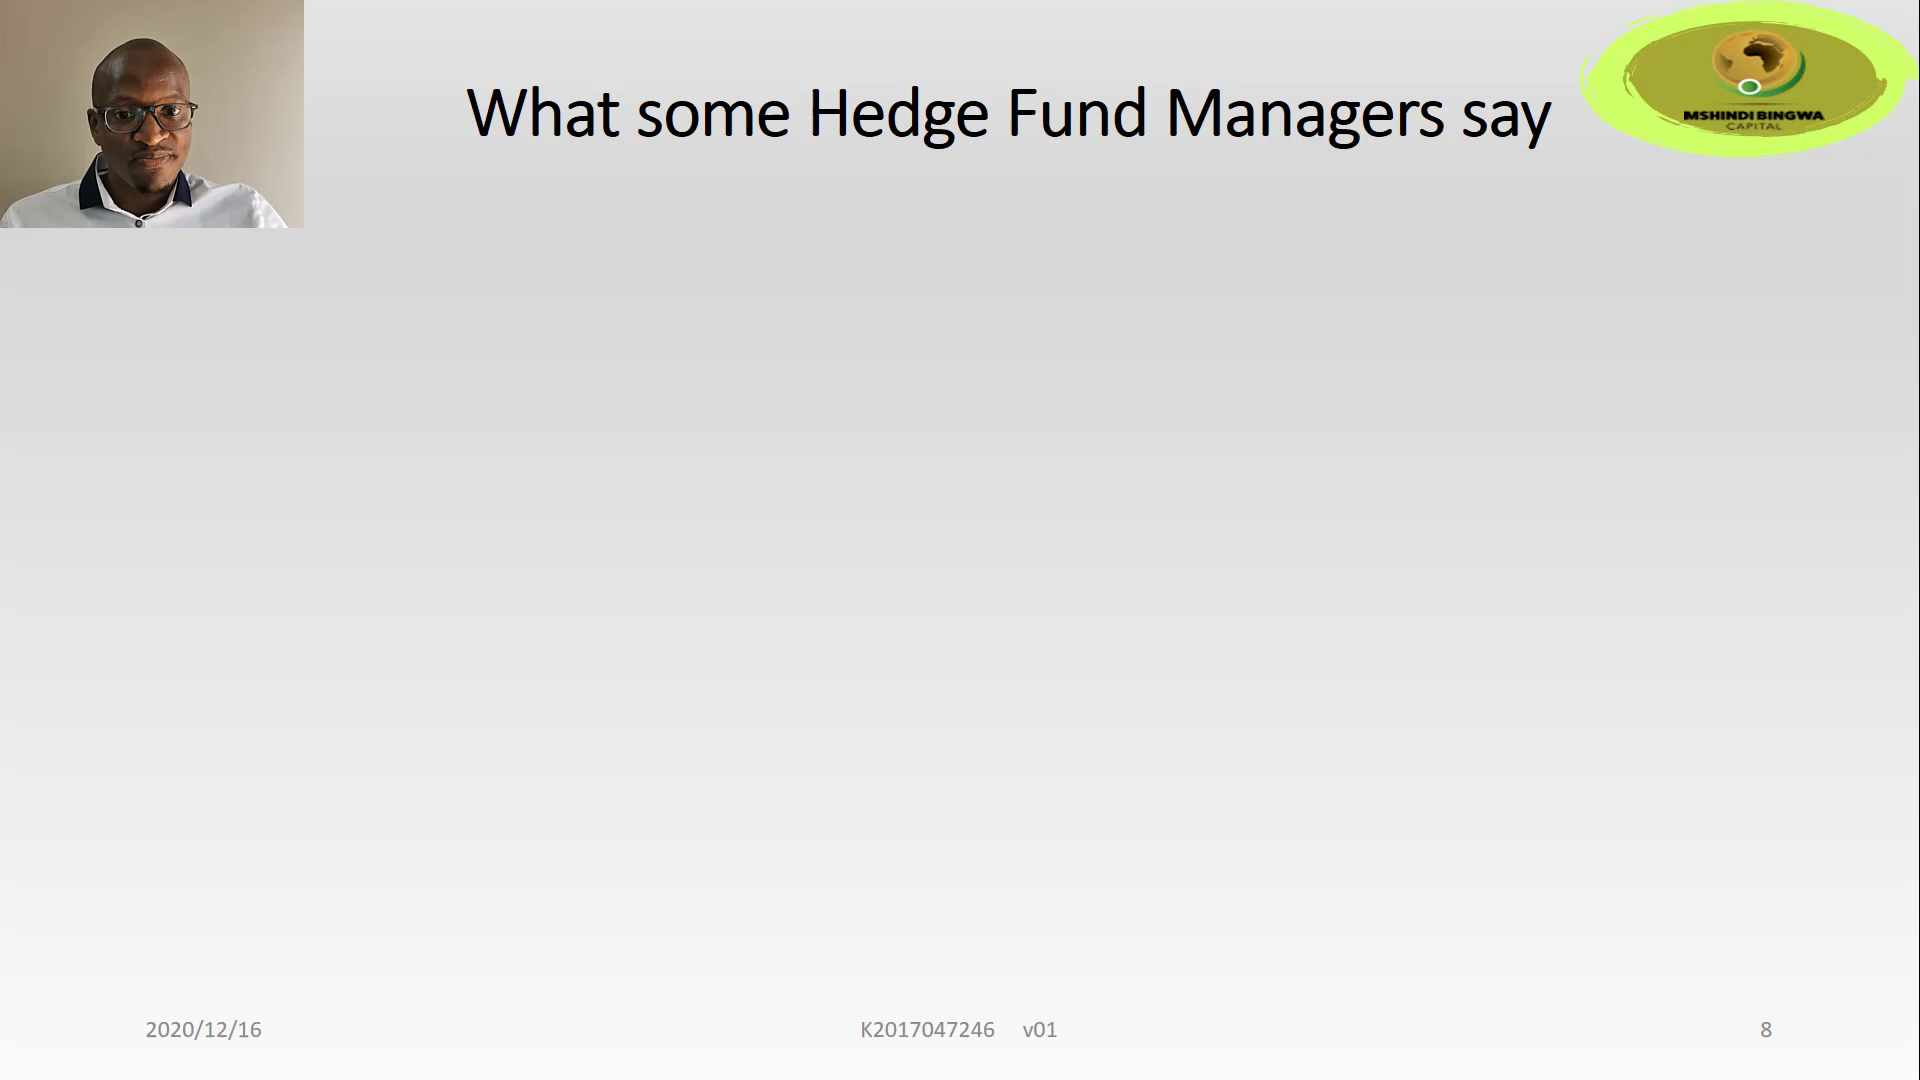 What some Hedge Fund Managers say
MSHINDI BINGWA
CAPITAL
2020/12/16
K2017047246 v01
8